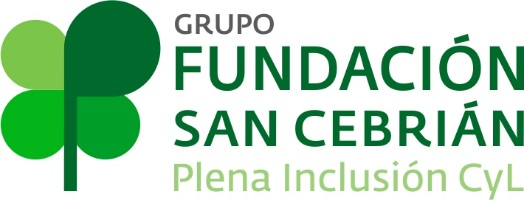 GRUPO
FUNDACIÓN
SAN CEBRIÁN
Plena Inclusión CyL